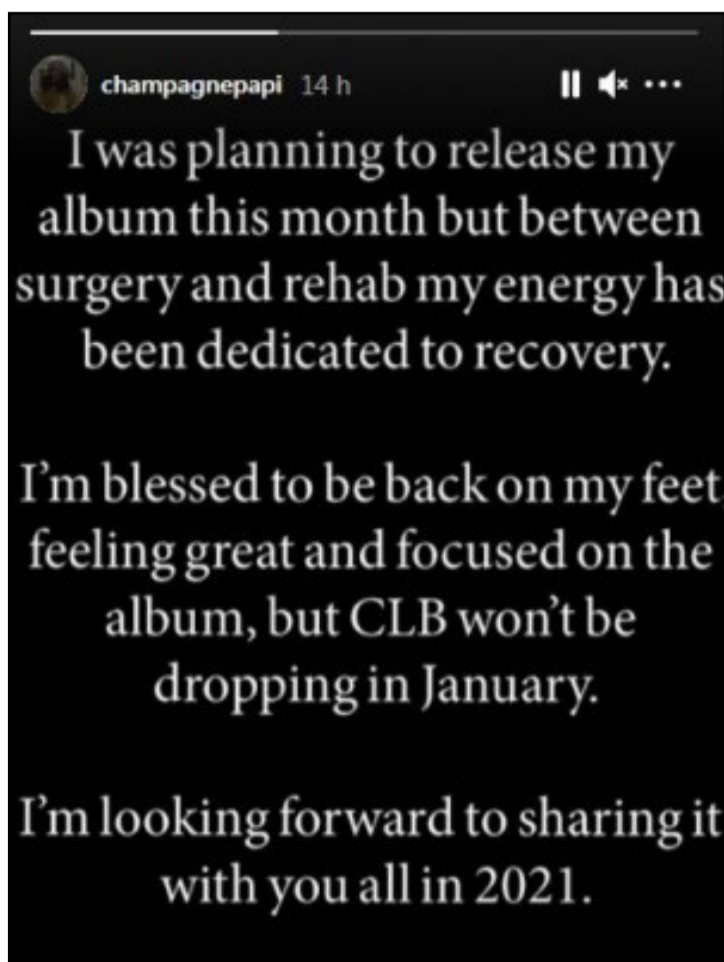 champagnepapi 14 h
I was planning to release my
album this month but between
surgery and rehab my energy has
been dedicated to recovery.
I’m blessed to be back on my feet
feeling great and focused on the
album, but CLB won’t be
dropping in January.
I’m looking forward to sharing it
with you all in 2021.